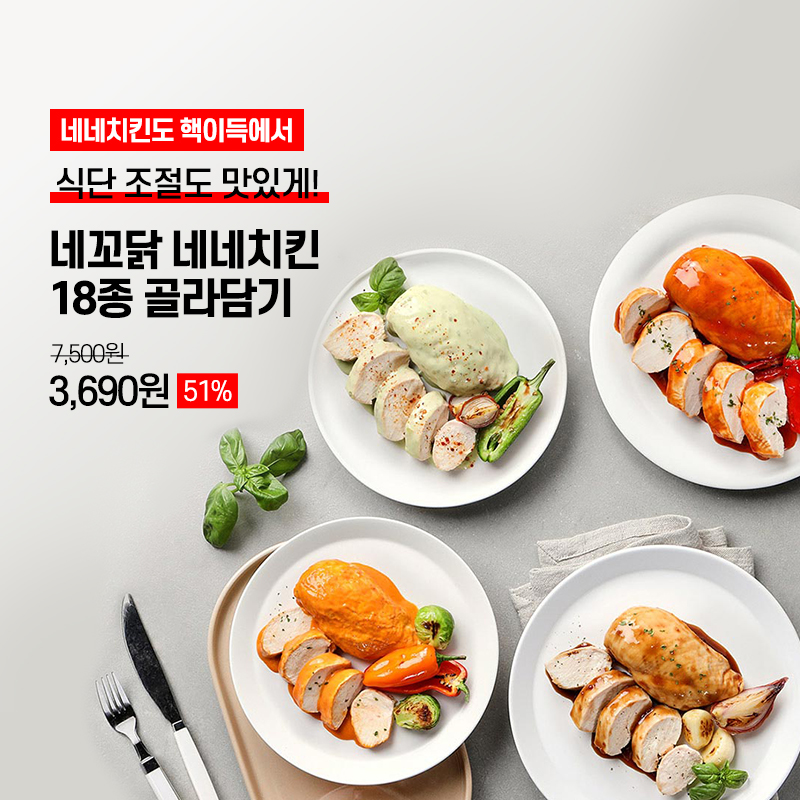 네네치킨도 핵이득에서
식단 조절도 맛있게!
네꼬닭 네네치킨
18종 골라담기
7,500원
3,690원 51%